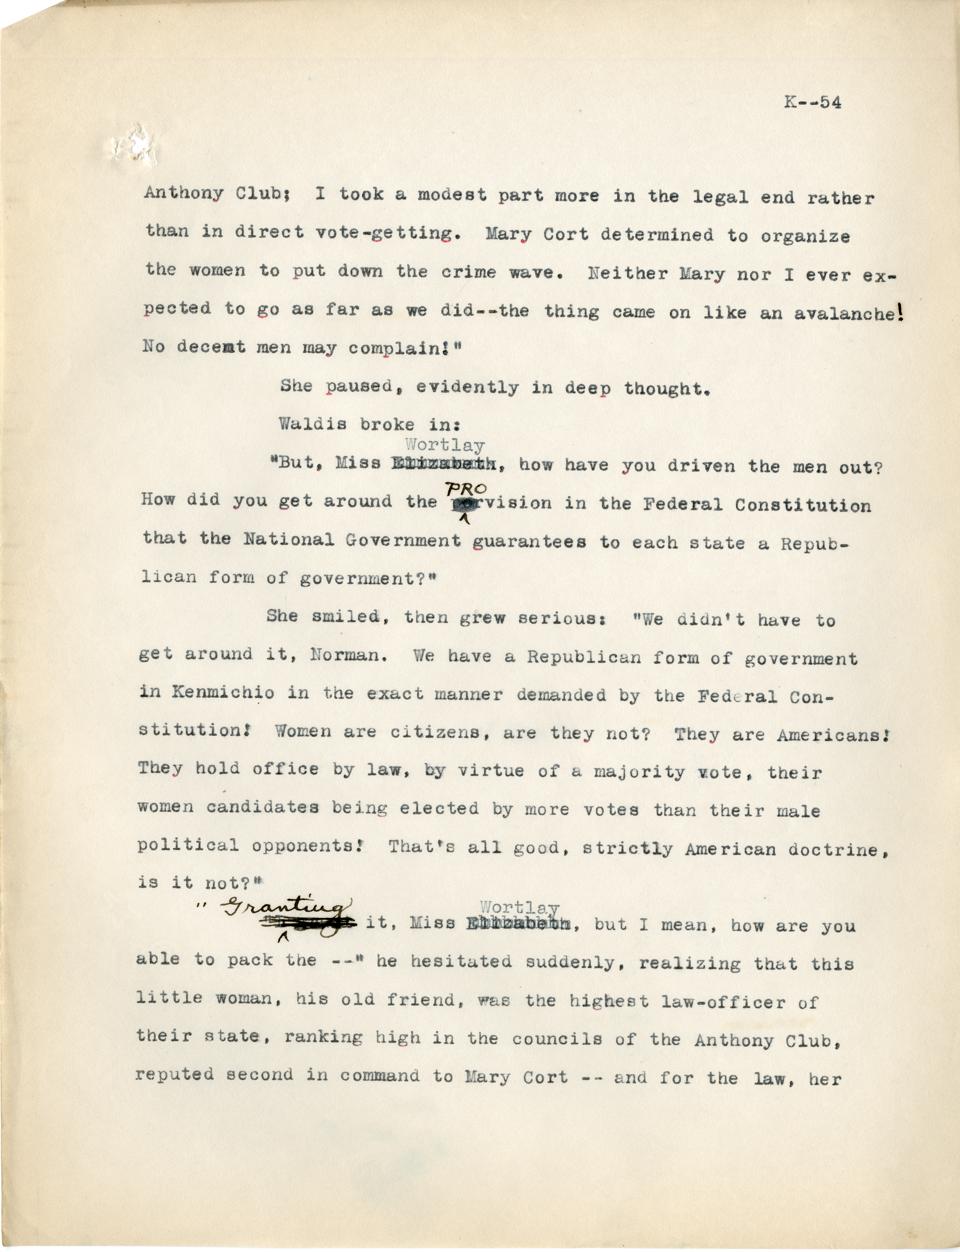 K--54
Anthony Club;  I took a modest part more in the legal end rather
than in direct vote-getting.  Mary Cort determined to organize
the women to put down the crime wave.  Neither Mary nor I ever ex-
pected to go as far as we did--the thing came on like an avalanche!
No decent men may complain!"
She paused, evidently in deep thought.
Waldis broke in:
Wortlay
"But, Miss Elizabeth, how have you driven the men out?
PRO
How did you get around the vision in the Federal Constitution
that the National Government guarantees to each state a Repub-
lican form of government?"
She smiled, then grew serious:  "We didn't have to
get around it, Norman.  We have a Republican form of government
in Kenmichio in the exact manner demanded by the Federal Con-
stitution!  Women are citizens, are they not?  They are Americans!
They hold office by law, by virtue of a majority vote, their
women candidates being elected by more votes than their male
political opponents!  That's all good, strictly American doctrine,
is it not?"
"Granting Wortlay
it, Miss Elizabeth, but I mean, how are you
able to pack the --" he hesitated suddenly, realizing that this
little woman, his old friend, was the highest law-officer of
their state, ranking high in the councils of the Anthony Club,
reputed second in command to Mary Cort -- and for the law, her